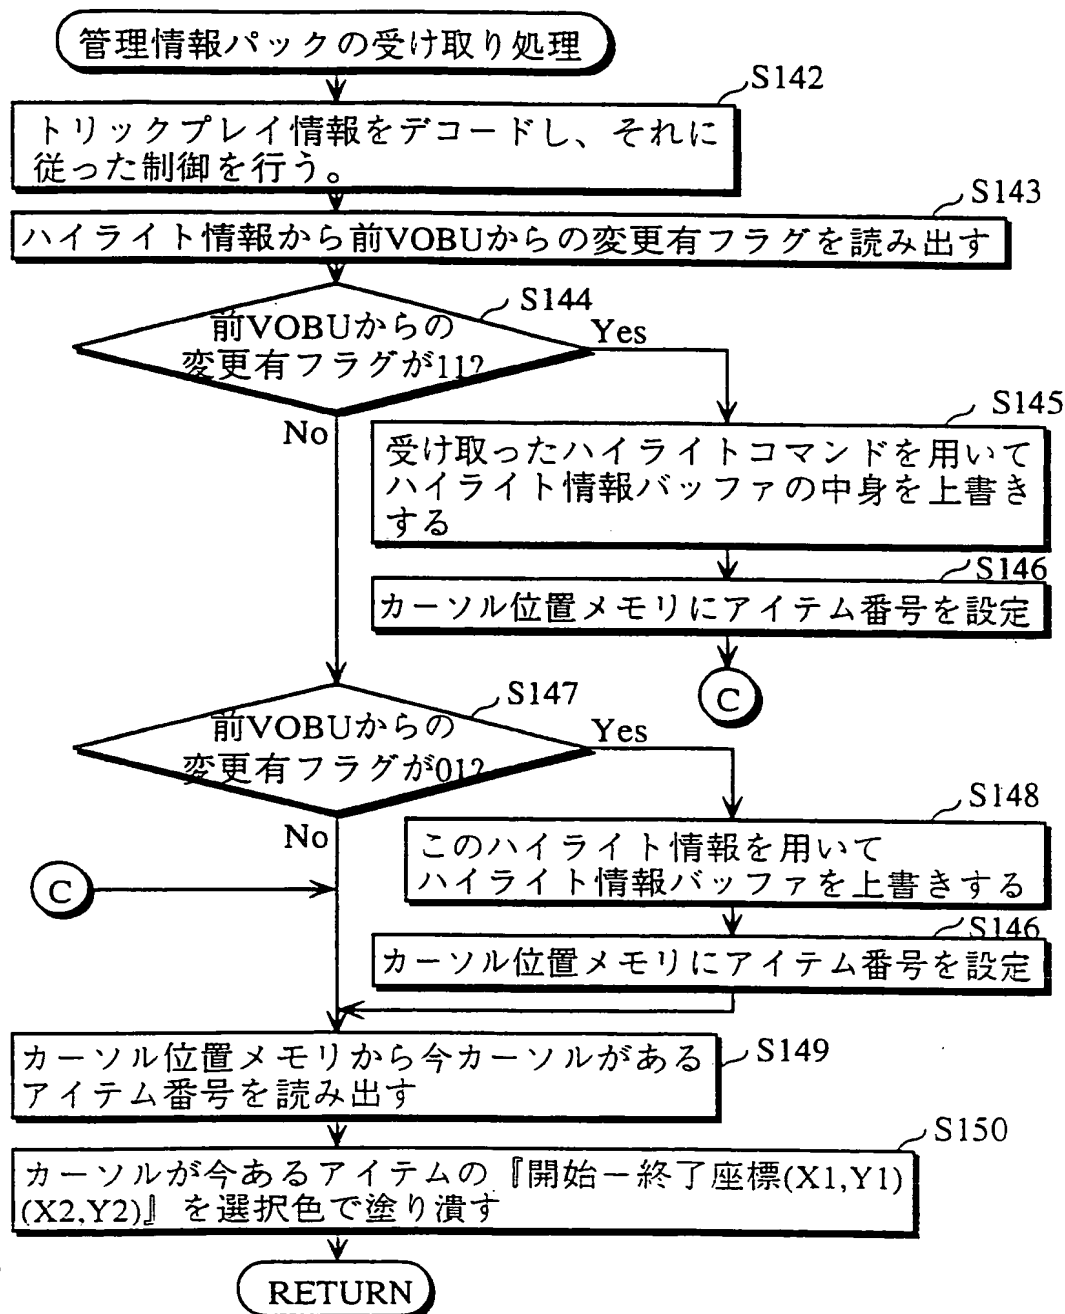 管理情報パックの受け取り処理
S142
トリックプレイ情報をデコードし、それに
従った制御を行う。
S143
ハイライト情報から前VOBUからの変更有フラグを読み出す
S144
前VOBUからの
変更有フラグが11?
Yes
No
S145
受け取ったハイライトコマンドを用いて
ハイライト情報バッファの中身を上書き
する
S146
カーソル位置メモリにアイテム番号を設定
C
S147
前VOBUからの
変更有フラグが01?
Yes
No
S148
このハイライト情報を用いて
ハイライト情報バッファを上書きする
C
S146
カーソル位置メモリにアイテム番号を設定
カーソル位置メモリから今カーソルがある
アイテム番号を読み出す
S149
S150
カーソルが今あるアイテムの『開始ー終了座標(X1,Y1)
(X2,Y2)』を選択色で塗り潰す
RETURN